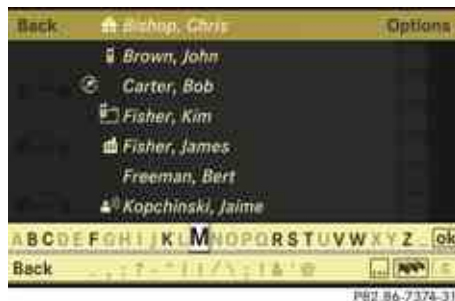 Back Bishop, Chris Options
Brown, John
Carter, Bob
Fisher, Kim
Fisher, James
Freeman, Bert
Kopchinski, Jaime
A B C D E F G H I J K L M N O P Q R S T U V W X Y Z _ ok
Back
P82.86-7374-31